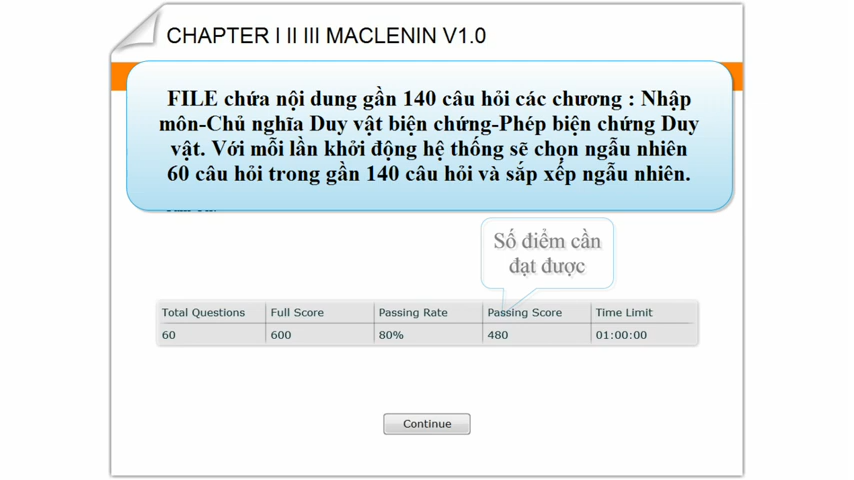 CHAPTER I II III MACLENIN V1.0
FILE chứa nội dung gần 140 câu hỏi các chương : Nhập
môn-Chủ nghĩa Duy vật biện chứng-Phép biện chứng Duy
vật. Với mỗi lần khởi động hệ thống sẽ chọn ngẫu nhiên
60 câu hỏi trong gần 140 câu hỏi và sắp xếp ngẫu nhiên.
Số điểm cần
đạt được
Total Questions Full Score Passing Rate Passing Score Time Limit
60 600 80% 480 01:00:00
Continue